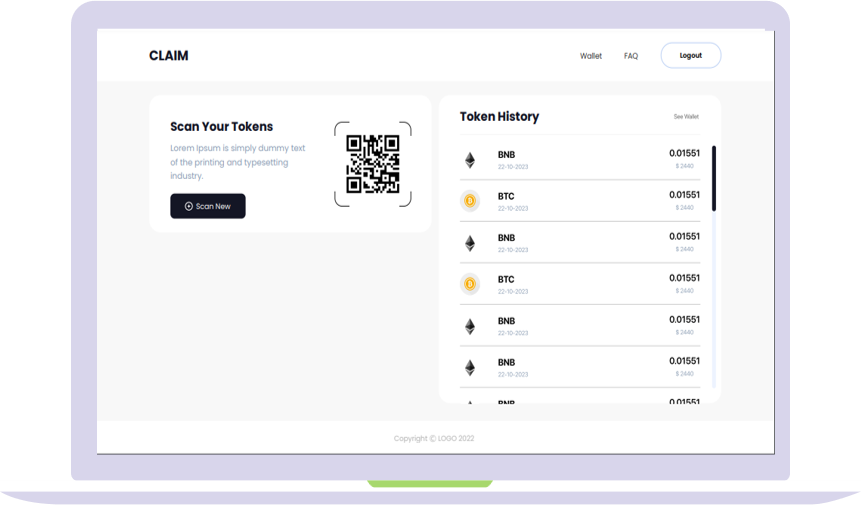 CLAIM
Wallet
FAQ
Logout
Scan Your Tokens
Lorem Ipsum is simply dummy text
of the printing and typesetting
industry.
Scan New
Token History
See Wallet
BNB
0.01551
22-10-2023
$ 2440
BTC
0.01551
22-10-2023
$ 2440
BNB
0.01551
22-10-2023
$ 2440
BTC
0.01551
22-10-2023
$ 2440
BNB
0.01551
22-10-2023
$ 2440
BNB
0.01551
22-10-2023
$ 2440
BNB
0.01551
Copyright © LOGO 2022